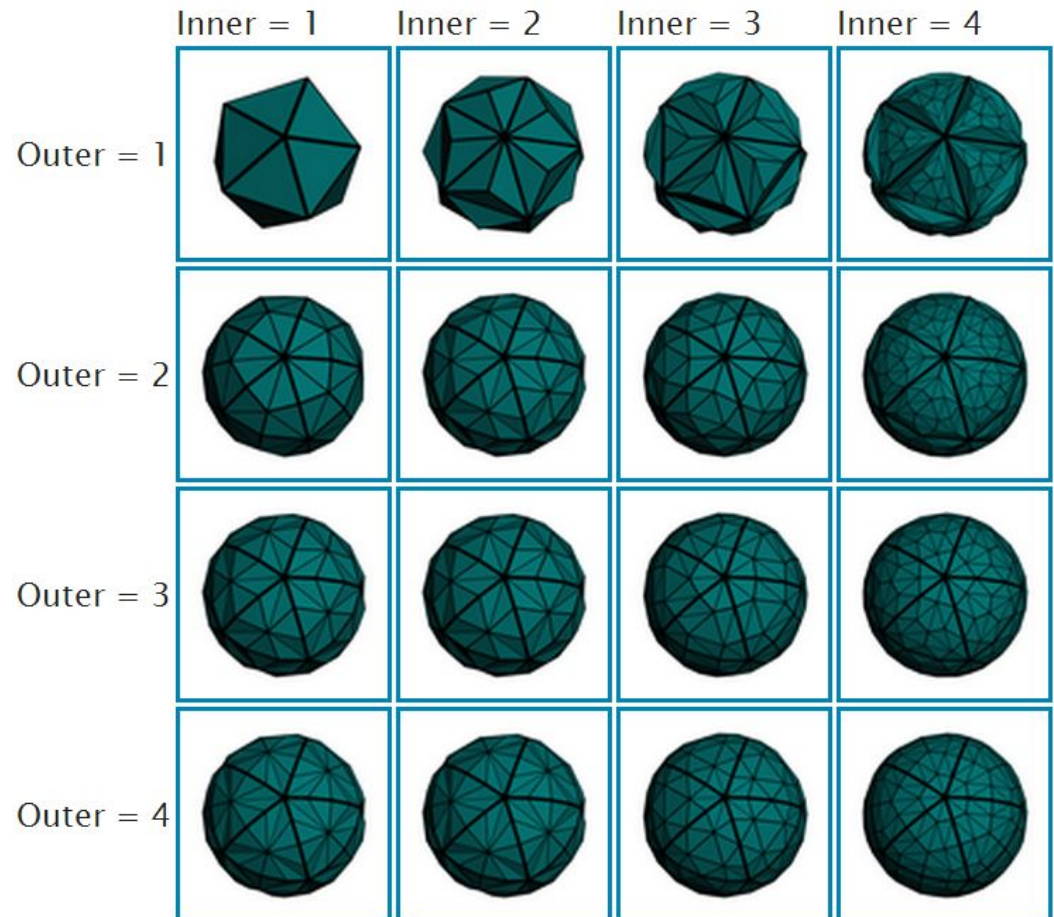 Inner = 1 Inner = 2 Inner = 3 Inner = 4
Outer = 1
Outer = 2
Outer = 3
Outer = 4